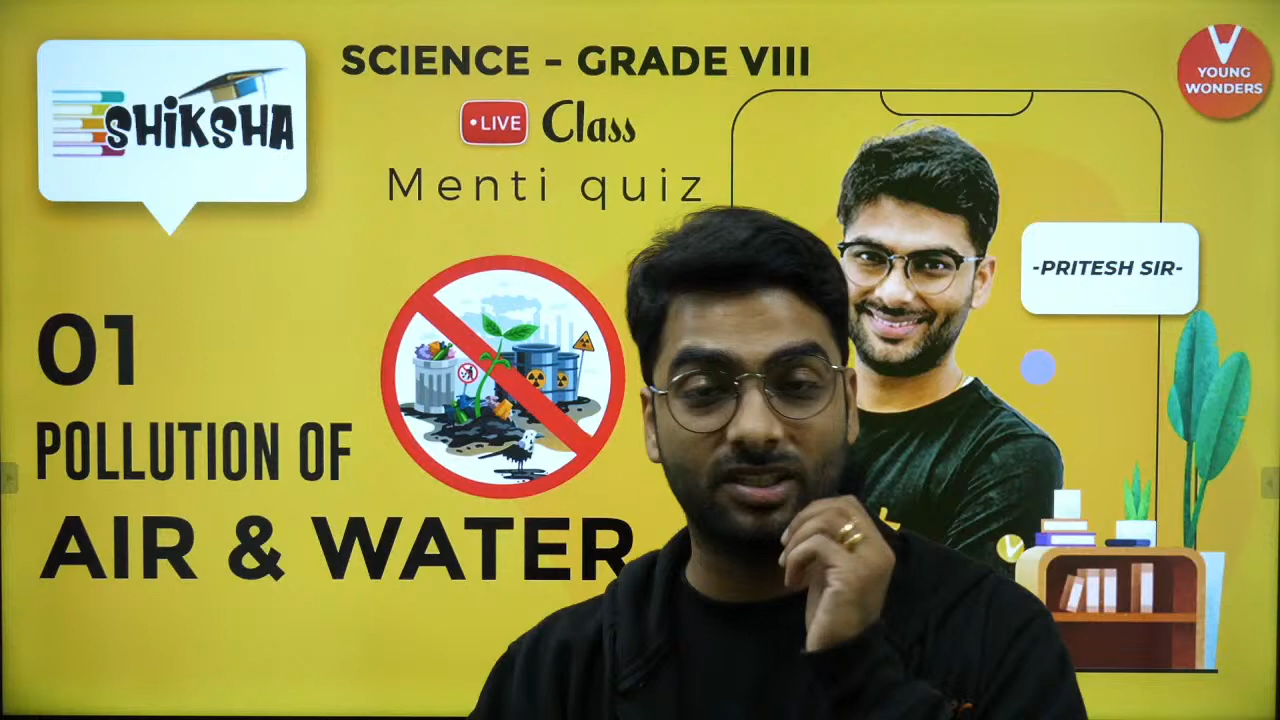 SHIKSHA
SCIENCE - GRADE VIII
• LIVE Class
Menti quiz
YOUNG
WONDERS
-PRITESH SIR-
01
POLLUTION OF
AIR & WATER